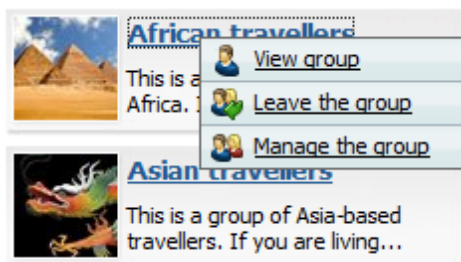 African travellers
View group
This is a
Africa.
Leave the group
Manage the group
Asian travellers
This is a group of Asia-based
travellers. If you are living...